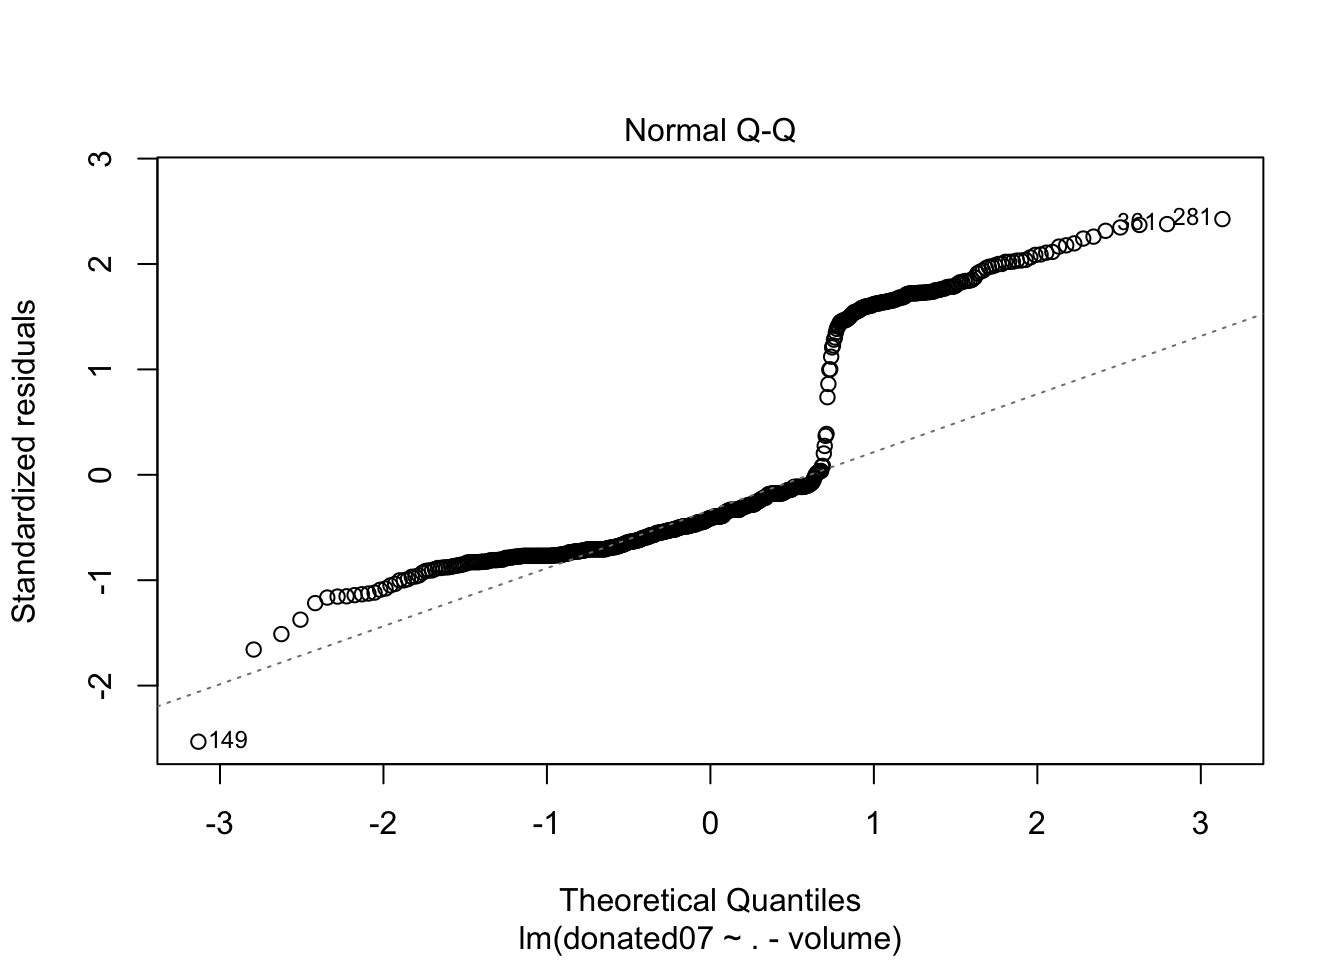 Normal Q-Q
3
2
1
0
-1
-2
Standardized residuals
361
281
149
-3 -2 -1 0 1 2 3
Theoretical Quantiles
lm(donated07 ~ . - volume)